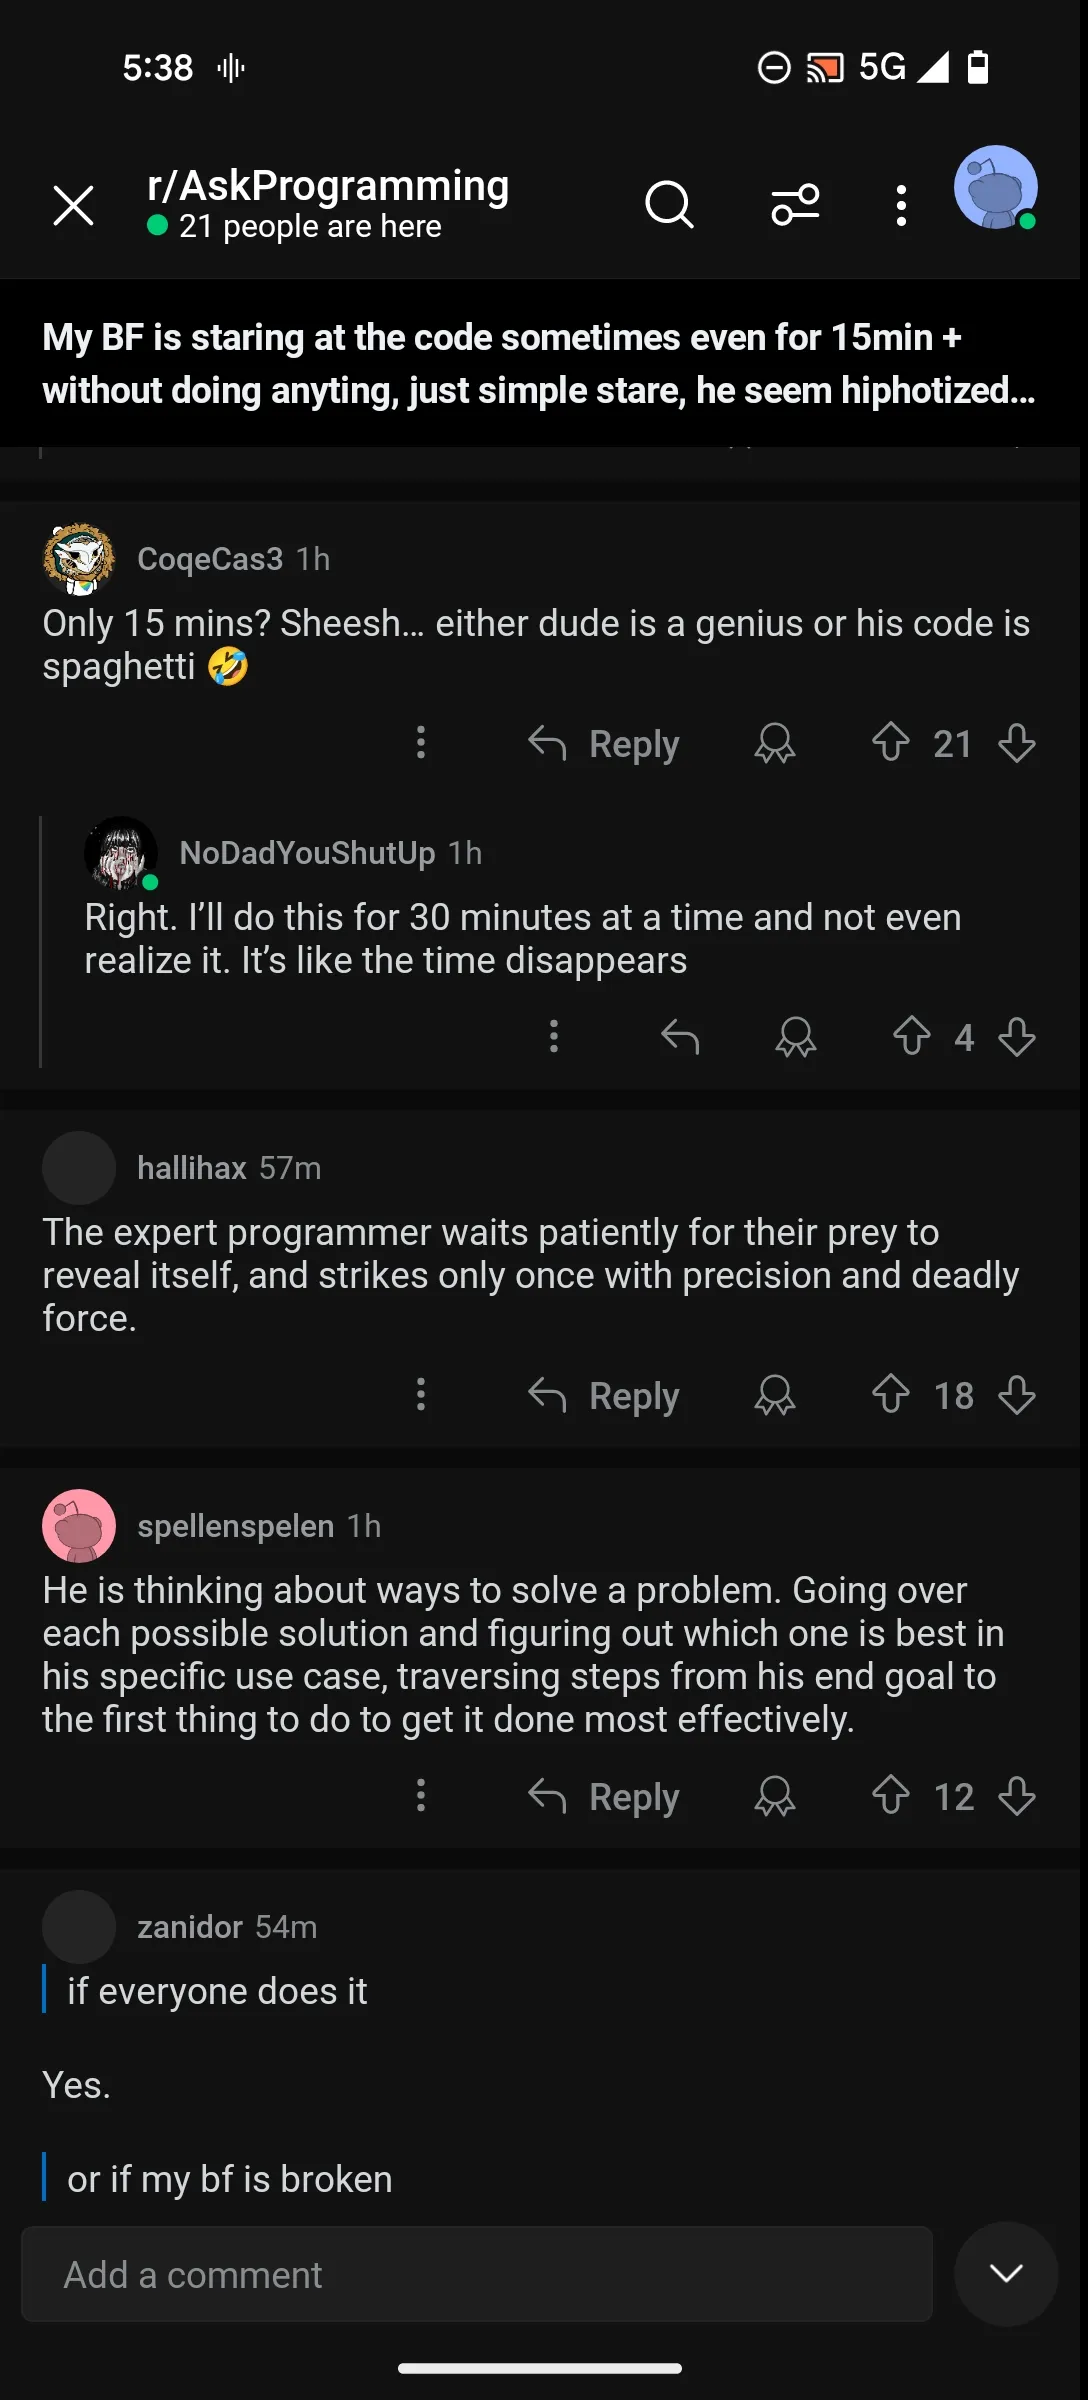 5:38
5G
r/AskProgramming
21 people are here
My BF is staring at the code sometimes even for 15min +
without doing anyting, just simple stare, he seem hiphotized...
CoqeCas3 1h
Only 15 mins? Sheesh... either dude is a genius or his code is
spaghetti 🤣
Reply 21
NoDadYouShutUp 1h
Right. I’ll do this for 30 minutes at a time and not even
realize it. It’s like the time disappears
4
hallihax 57m
The expert programmer waits patiently for their prey to
reveal itself, and strikes only once with precision and deadly
force.
Reply 18
spellenspelen 1h
He is thinking about ways to solve a problem. Going over
each possible solution and figuring out which one is best in
his specific use case, traversing steps from his end goal to
the first thing to do to get it done most effectively.
Reply 12
zanidor 54m
if everyone does it
Yes.
or if my bf is broken
Add a comment